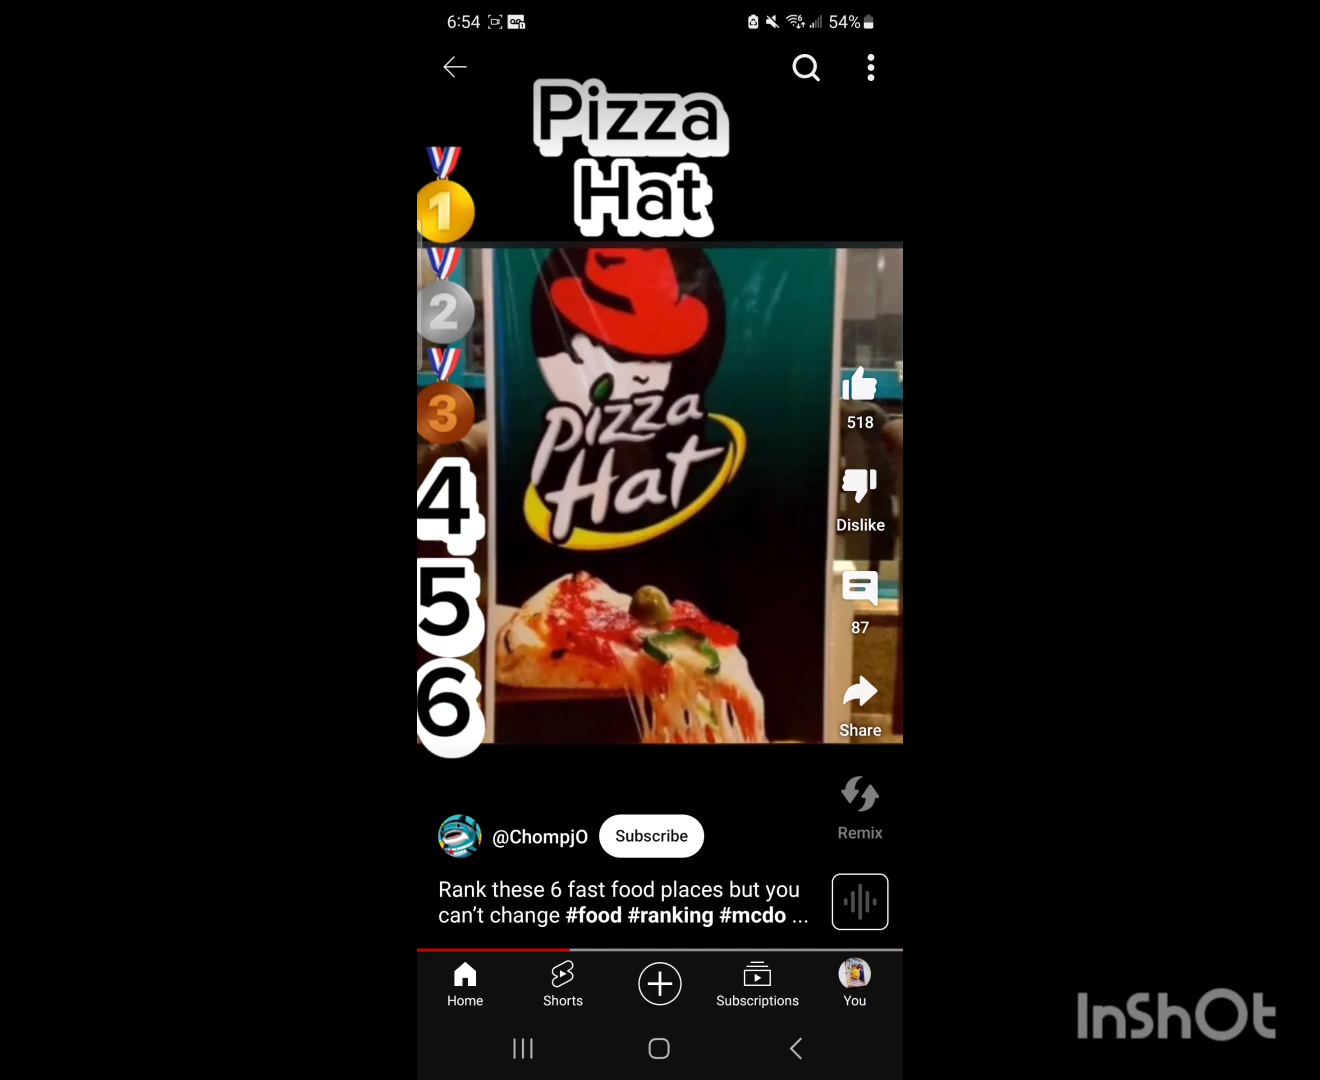 6:54
54%
Pizza
Hat
1
2
3
4
5
6
Pizza
Hat
518
Dislike
87
Share
Remix
@ChompjO
Subscribe
Rank these 6 fast food places but you
can't change #food #ranking #mcdo ...
Home
Shorts
Subscriptions
You
InShOt